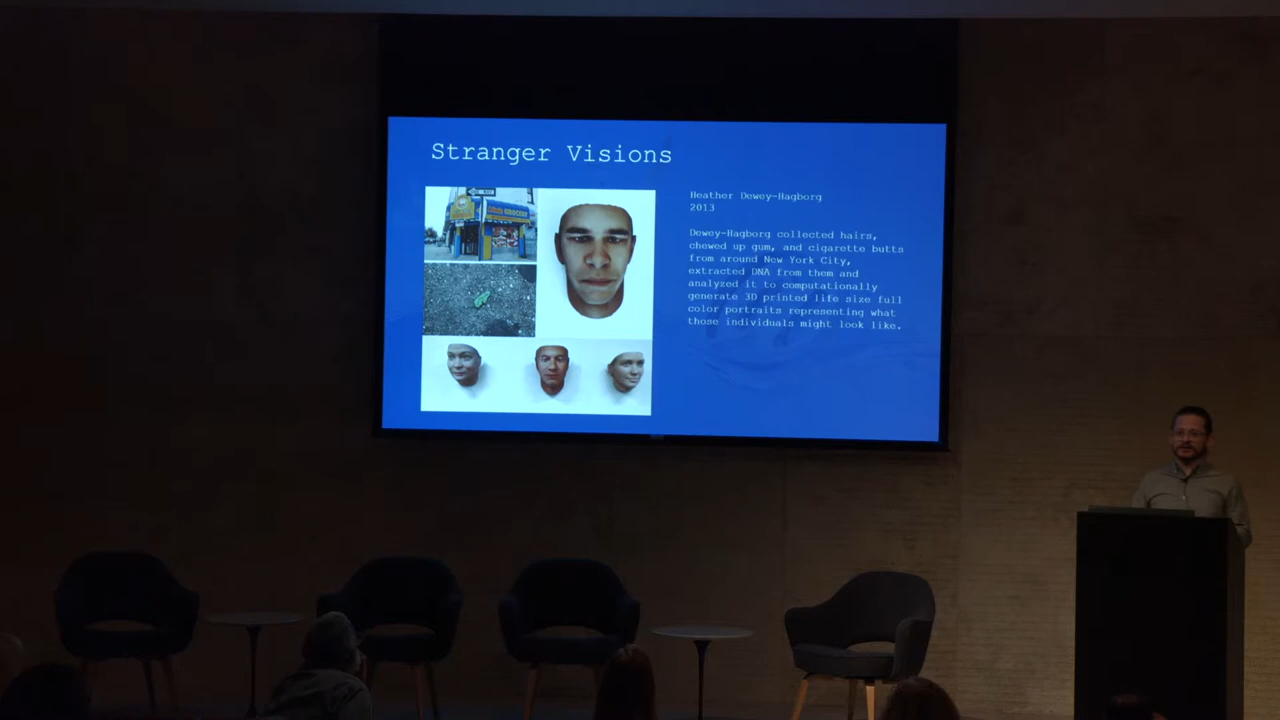 Stranger Visions
GROCERY
Heather Dewey-Hagborg
2013
Dewey-Hagborg collected hairs,
chewed up gum, and cigarette butts
from around New York City,
extracted DNA from them and
analyzed it to computationally
generate 3D printed life size full
color portraits representing what
those individuals might look like.